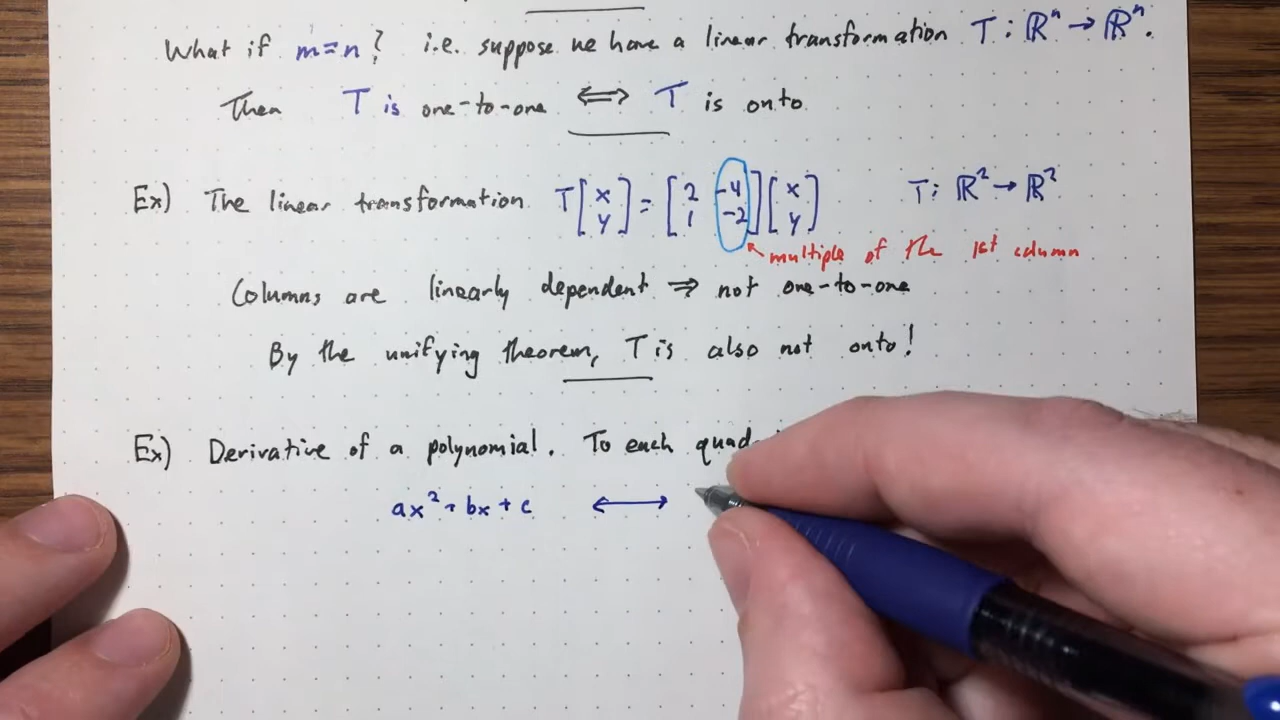 What if m=n? i.e. suppose we have a linear transformation T: ℝⁿ → ℝⁿ.
Then T is one-to-one ⟺ T is onto
Ex) The linear transformation T[x y] = [2 -4 1 -2][x y] T: ℝ² → ℝ²
multiple of the 1st column
Columns are linearly dependent ⇒ not one-to-one
By the unifying theorem, T is also not onto!
Ex) Derivative of a polynomial. To each
ax² + bx + c ⟷